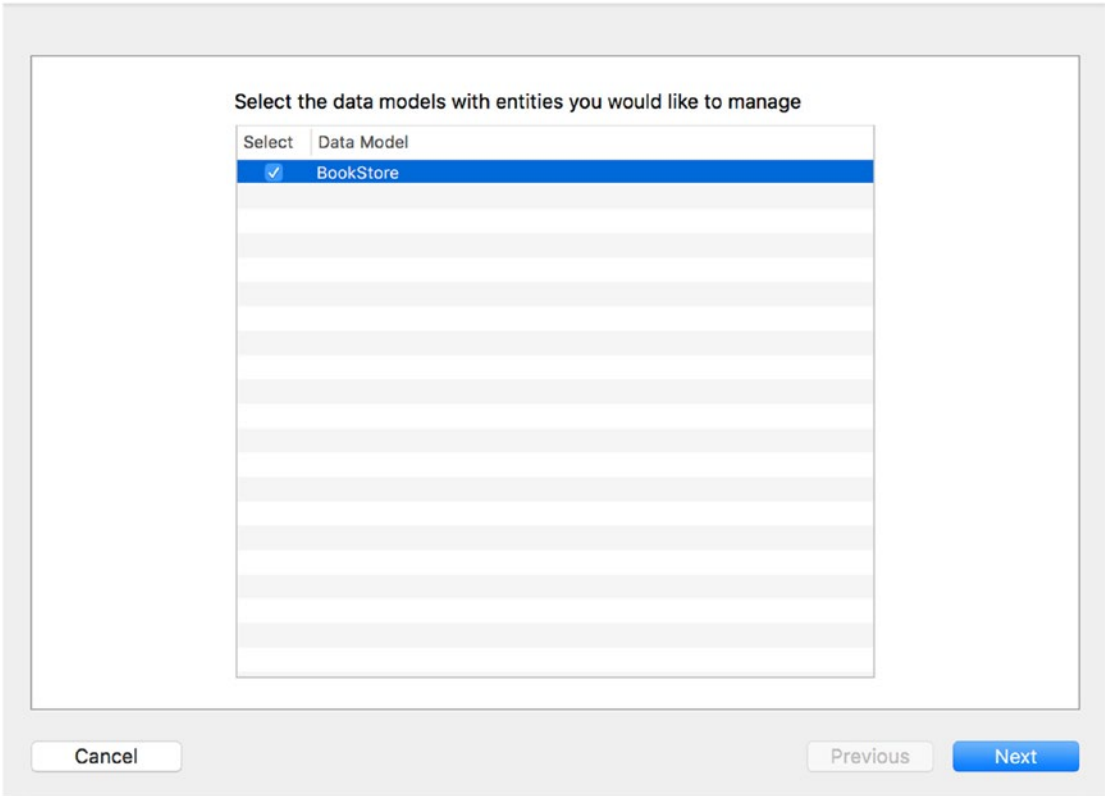 Select the data models with entities you would like to manage
Select Data Model
BookStore
Cancel Previous Next